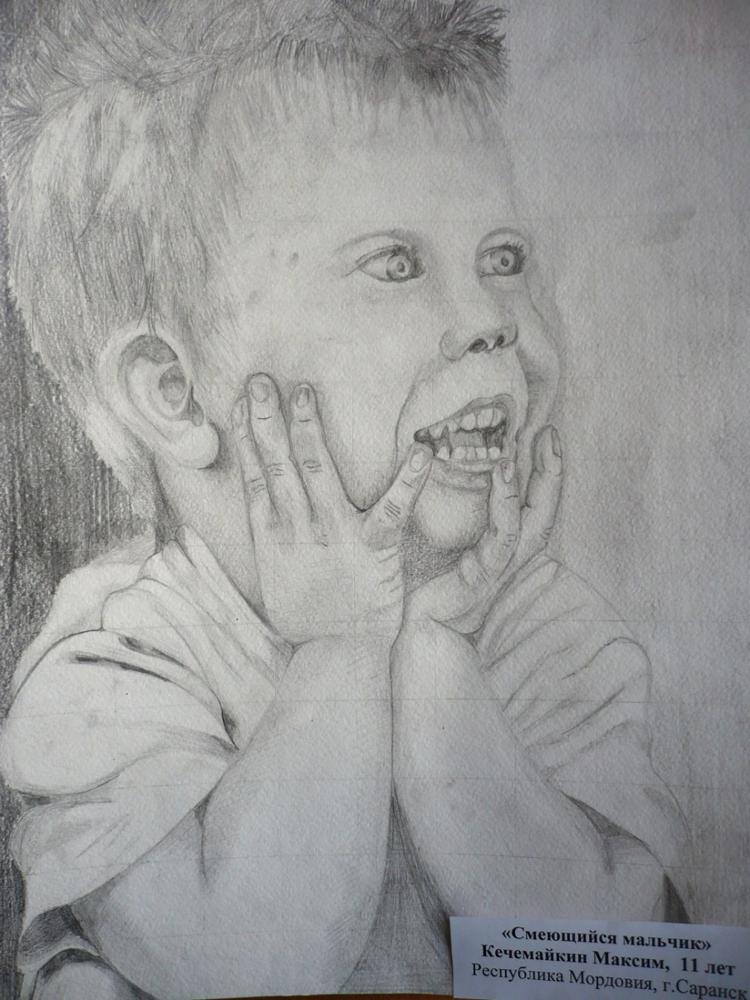 «Смеющийся мальчик»
Кечемайкин Максим, 11 лет
Республика Мордовия, г.Саранск